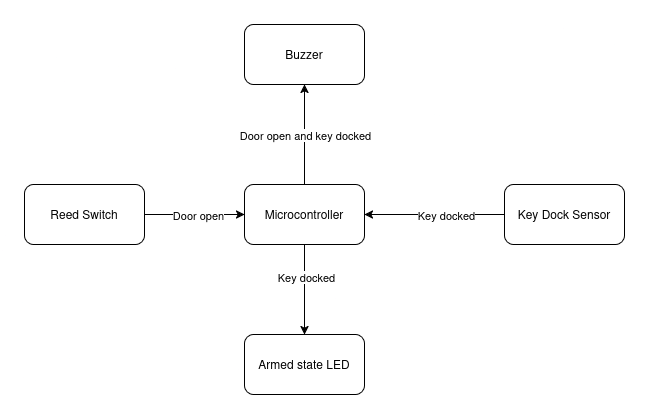 Buzzer
Door open and key docked
Reed Switch
Door open
Microcontroller
Key docked
Key Dock Sensor
Key docked
Armed state LED